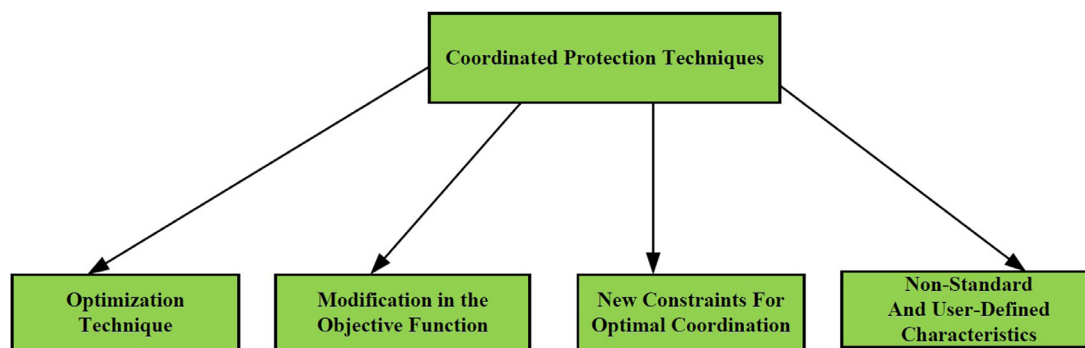 Coordinated Protection Techniques
Optimization
Technique
Modification in the
Objective Function
New Constraints For
Optimal Coordination
Non-Standard
And User-Defined
Characteristics